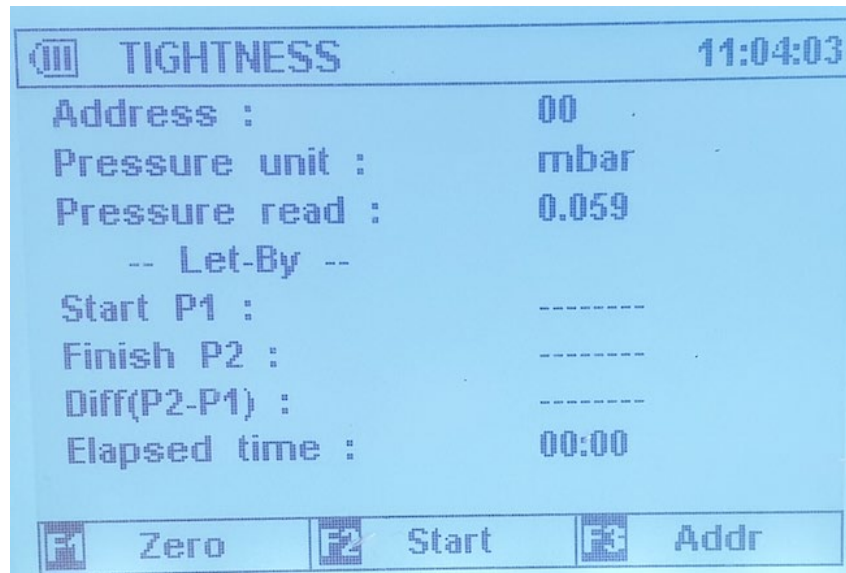 TIGHTNESS 11:04:03
Address : 00
Pressure unit : mbar
Pressure read : 0.059
-- Let-By --
Start P1 : --------
Finish P2 : --------
Diff(P2-P1) : --------
Elapsed time : 00:00
F1 Zero F2 Start F3 Addr